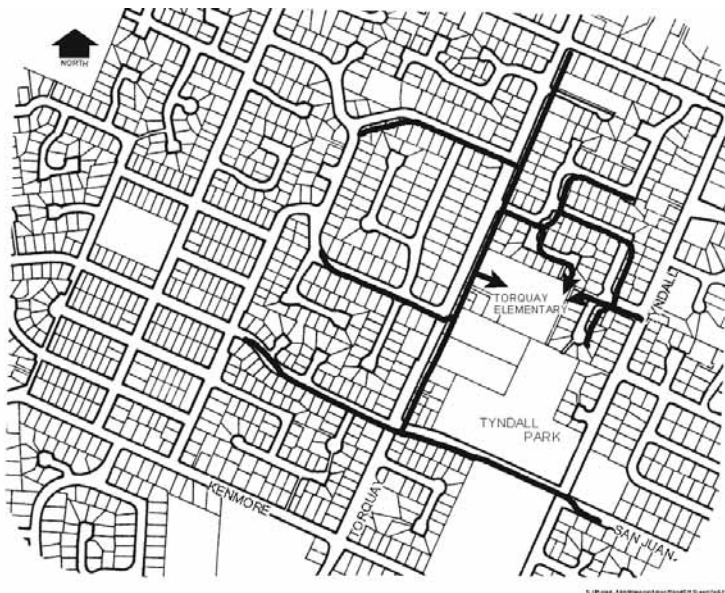 NORTH
TORQUAY
ELEMENTARY
TYNDALL
TYNDALL
PARK
KENMORE
TORQUAY
SAN JUAN